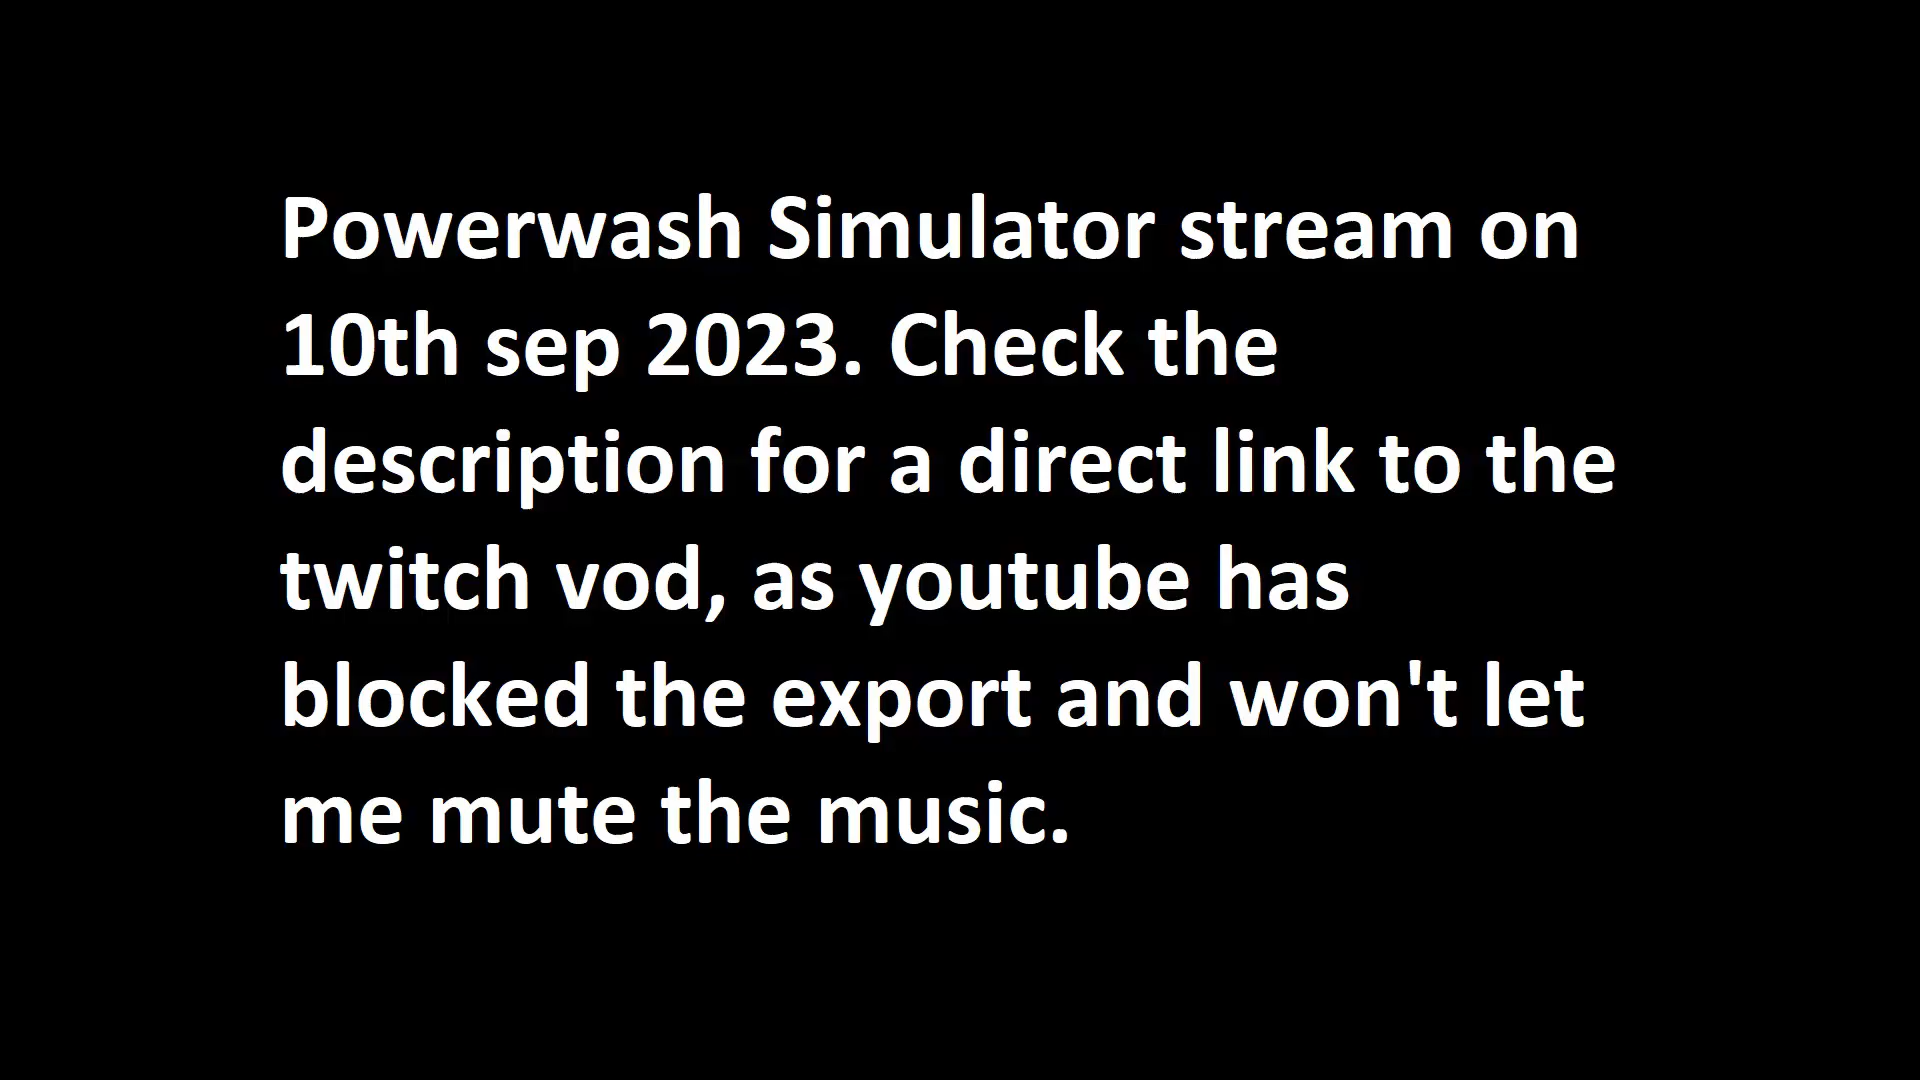 Powerwash Simulator stream on
10th sep 2023. Check the
description for a direct link to the
twitch vod, as youtube has
blocked the export and won't let
me mute the music.